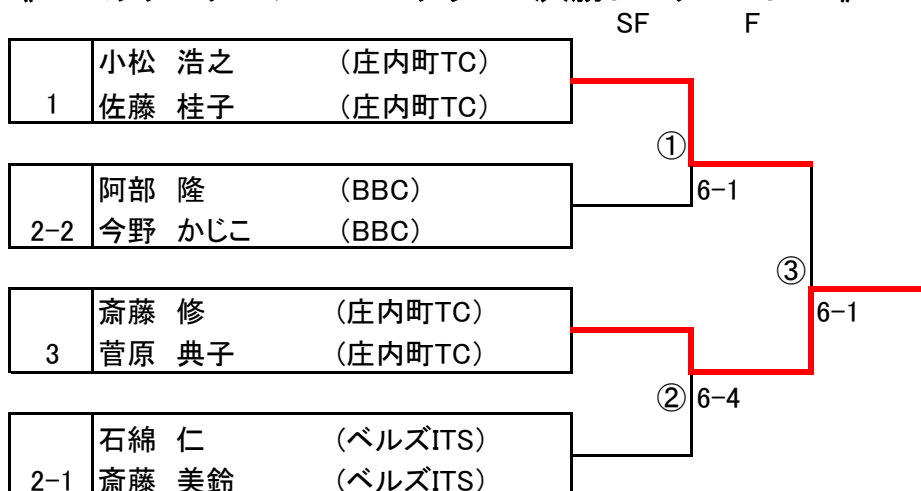 SF F
小松 浩之 (庄内町TC)
1 佐藤 桂子 (庄内町TC)
①
阿部 隆 (BBC) 6-1
2-2 今野 かじこ (BBC)
③
斎藤 修 (庄内町TC) 6-1
3 菅原 典子 (庄内町TC)
② 6-4
石綿 仁 (ベルズITS)
2-1 斎藤 美鈴 (ベルズITS)